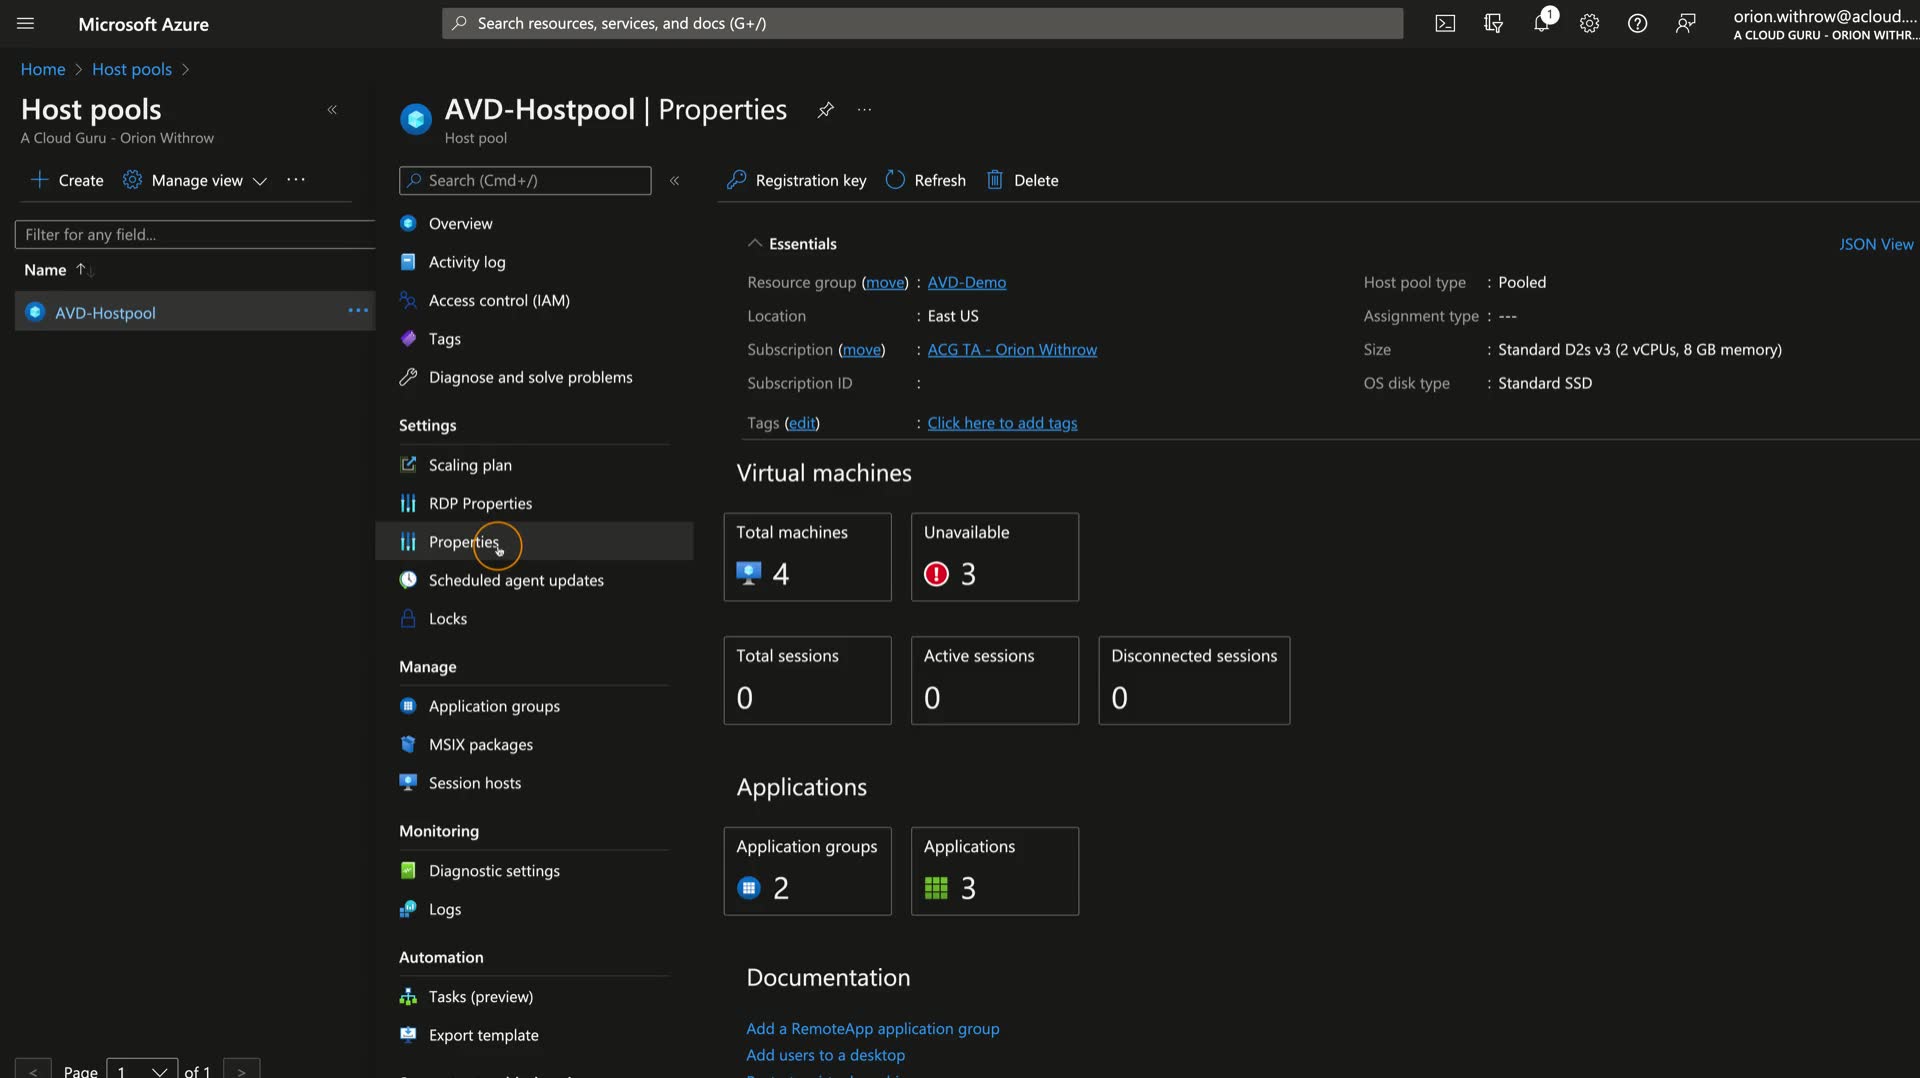 Microsoft Azure
Search resources, services, and docs (G+/)
1
orion.withrow@acloud....
A CLOUD GURU - ORION WITHR...
Home > Host pools >
Host pools
A Cloud Guru - Orion Withrow
Create
Manage view
Filter for any field...
Name
AVD-Hostpool
< Page 1 of 1 >
AVD-Hostpool | Properties
Host pool
Search (Cmd+/)
Overview
Activity log
Access control (IAM)
Tags
Diagnose and solve problems
Settings
Scaling plan
RDP Properties
Properties
Scheduled agent updates
Locks
Manage
Application groups
MSIX packages
Session hosts
Monitoring
Diagnostic settings
Logs
Automation
Tasks (preview)
Export template
Registration key
Refresh
Delete
Essentials
JSON View
Resource group (move) : AVD-Demo
Location : East US
Subscription (move) : ACG TA - Orion Withrow
Subscription ID :
Tags (edit) : Click here to add tags
Host pool type : Pooled
Assignment type : ---
Size : Standard D2s v3 (2 vCPUs, 8 GB memory)
OS disk type : Standard SSD
Virtual machines
Total machines
4
Unavailable
3
Total sessions
0
Active sessions
0
Disconnected sessions
0
Applications
Application groups
2
Applications
3
Documentation
Add a RemoteApp application group
Add users to a desktop